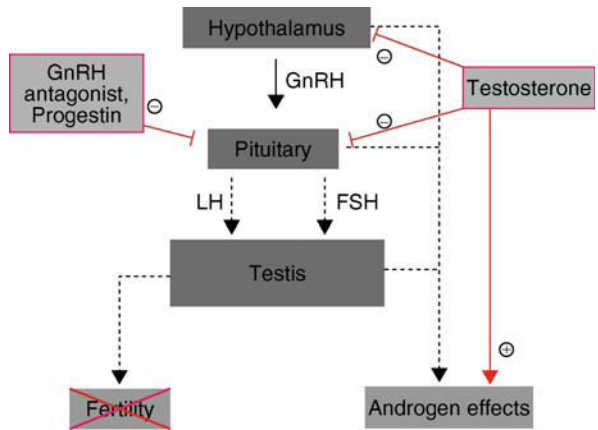 Hypothalamus
GnRH
antagonist,
Progestin
⊖
GnRH
⊖
Testosterone
⊖
Pituitary
LH
FSH
Testis
⊕
Fertility
Androgen effects